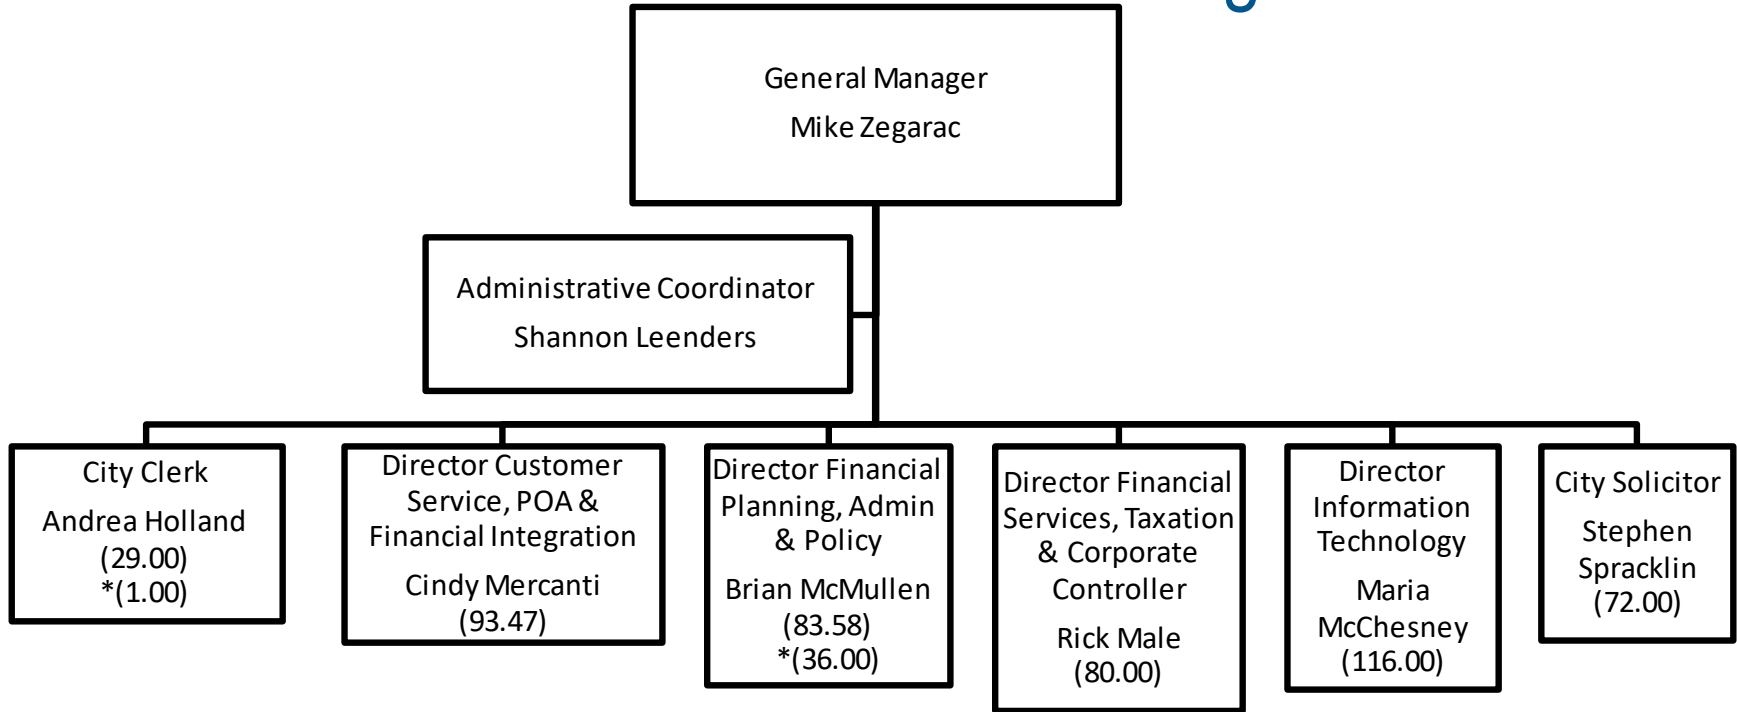 General Manager
Mike Zegarac
Administrative Coordinator
Shannon Leenders
City Clerk
Andrea Holland
(29.00)
*(1.00)
Director Customer
Service, POA &
Financial Integration
Cindy Mercanti
(93.47)
Director Financial
Planning, Admin
& Policy
Brian McMullen
(83.58)
*(36.00)
Director Financial
Services, Taxation
& Corporate
Controller
Rick Male
(80.00)
Director
Information
Technology
Maria
McChesney
(116.00)
City Solicitor
Stephen
Spracklin
(72.00)